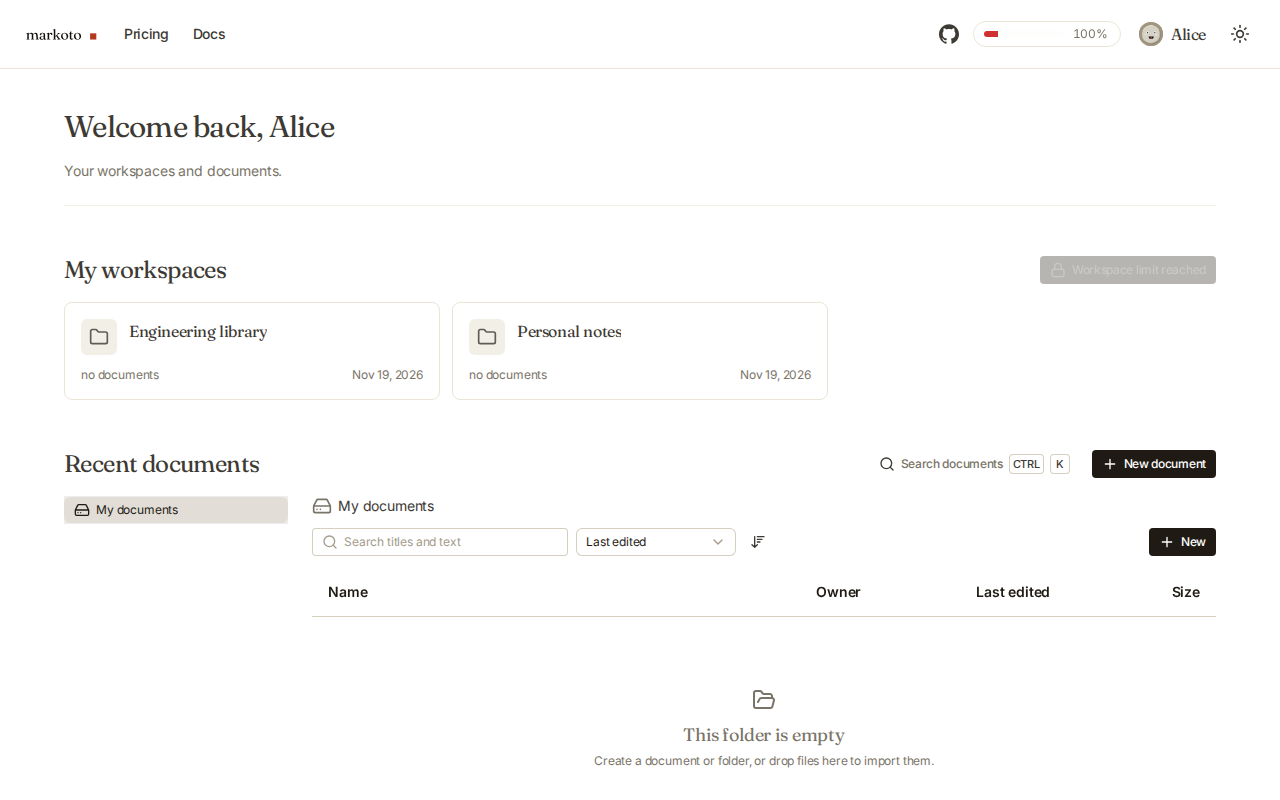 markoto
Pricing
Docs
100%
Alice
Welcome back, Alice
Your workspaces and documents.
My workspaces
Workspace limit reached
Engineering library
no documents
Nov 19, 2026
Personal notes
no documents
Nov 19, 2026
Recent documents
Search documents CTRL K
New document
My documents
My documents
Search titles and text
Last edited
New
Name Owner Last edited Size
This folder is empty
Create a document or folder, or drop files here to import them.